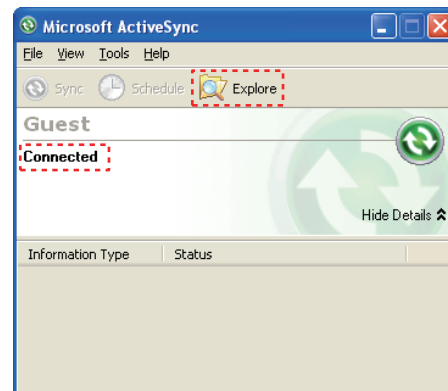 Microsoft ActiveSync
File View Tools Help
Sync Schedule Explore
Guest
Connected
Hide Details
Information Type Status